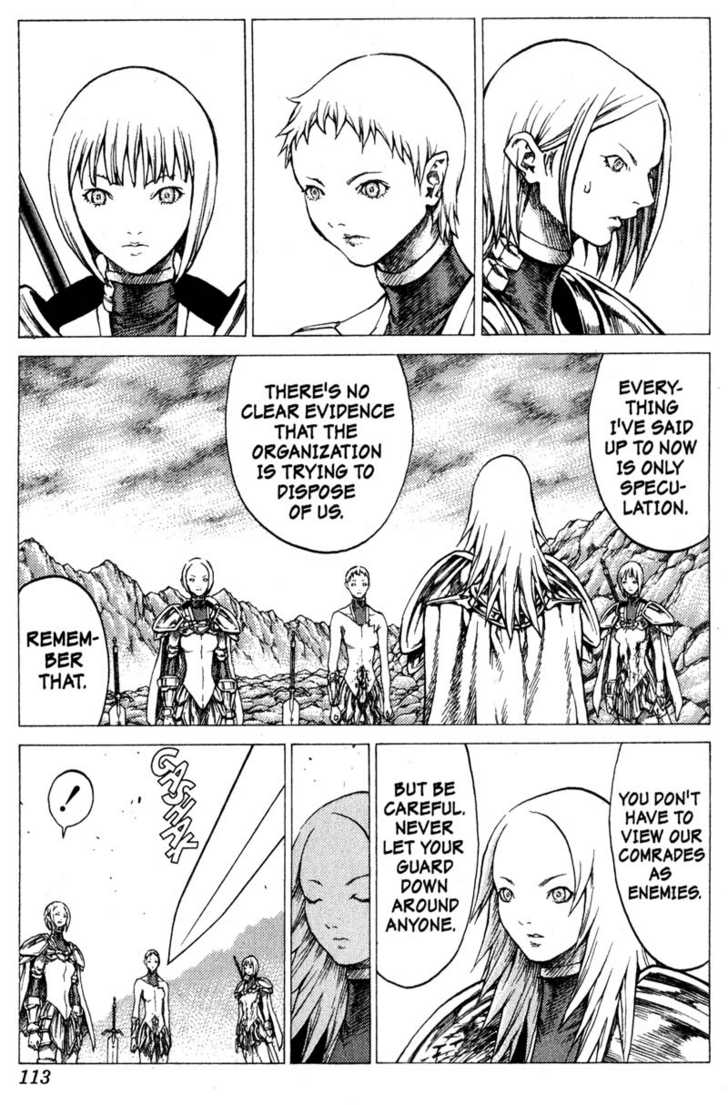 EVERY-
THING
I'VE SAID
UP TO NOW
IS ONLY
SPECU-
LATION.
THERE'S NO
CLEAR EVIDENCE
THAT THE
ORGANIZATION
IS TRYING TO
DISPOSE
OF US.
REMEM-
BER
THAT.
YOU DON'T
HAVE TO
VIEW OUR
COMRADES
AS
ENEMIES.
BUT BE
CAREFUL.
NEVER
LET YOUR
GUARD
DOWN
AROUND
ANYONE.
GASHAK
!
113